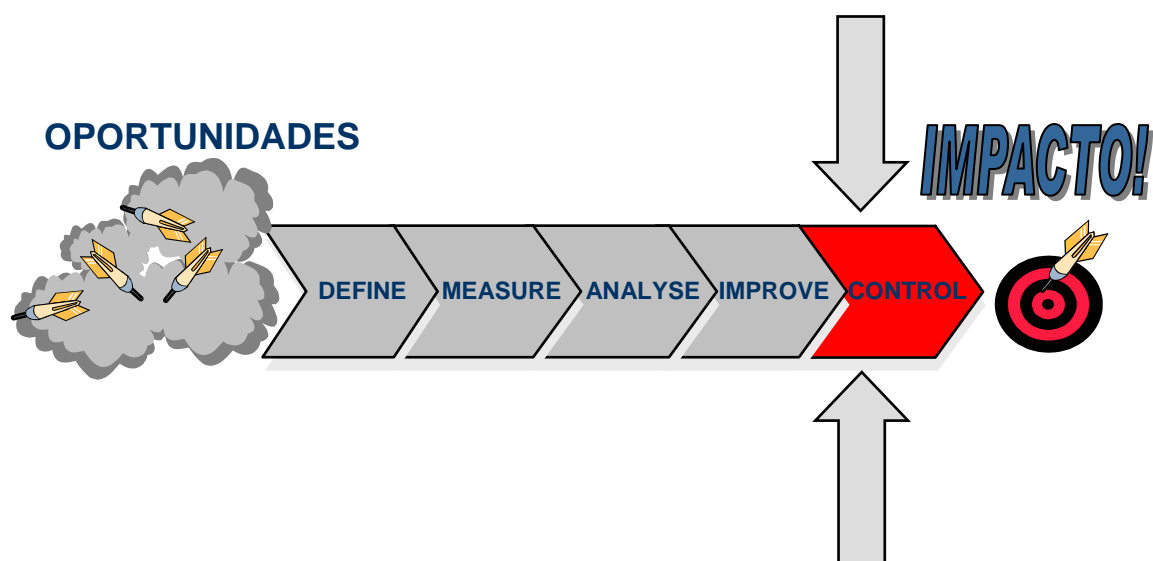 OPORTUNIDADES
IMPACTO!
DEFINE MEASURE ANALYSE IMPROVE CONTROL